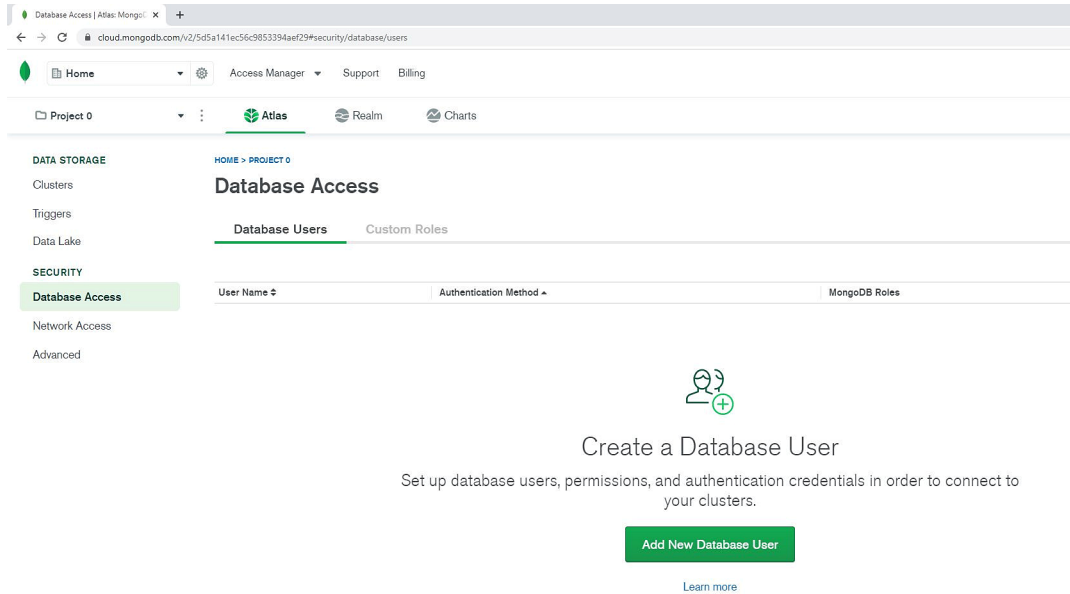 Database Access | Atlas: MongoD
cloud.mongodb.com/v2/5d5a141ec56c9853394aef29#security/database/users
Home Access Manager Support Billing
Project 0 Atlas Realm Charts
DATA STORAGE
Clusters
Triggers
Data Lake
SECURITY
Database Access
Network Access
Advanced
HOME > PROJECT 0
Database Access
Database Users Custom Roles
User Name Authentication Method MongoDB Roles
Create a Database User
Set up database users, permissions, and authentication credentials in order to connect to
your clusters.
Add New Database User
Learn more